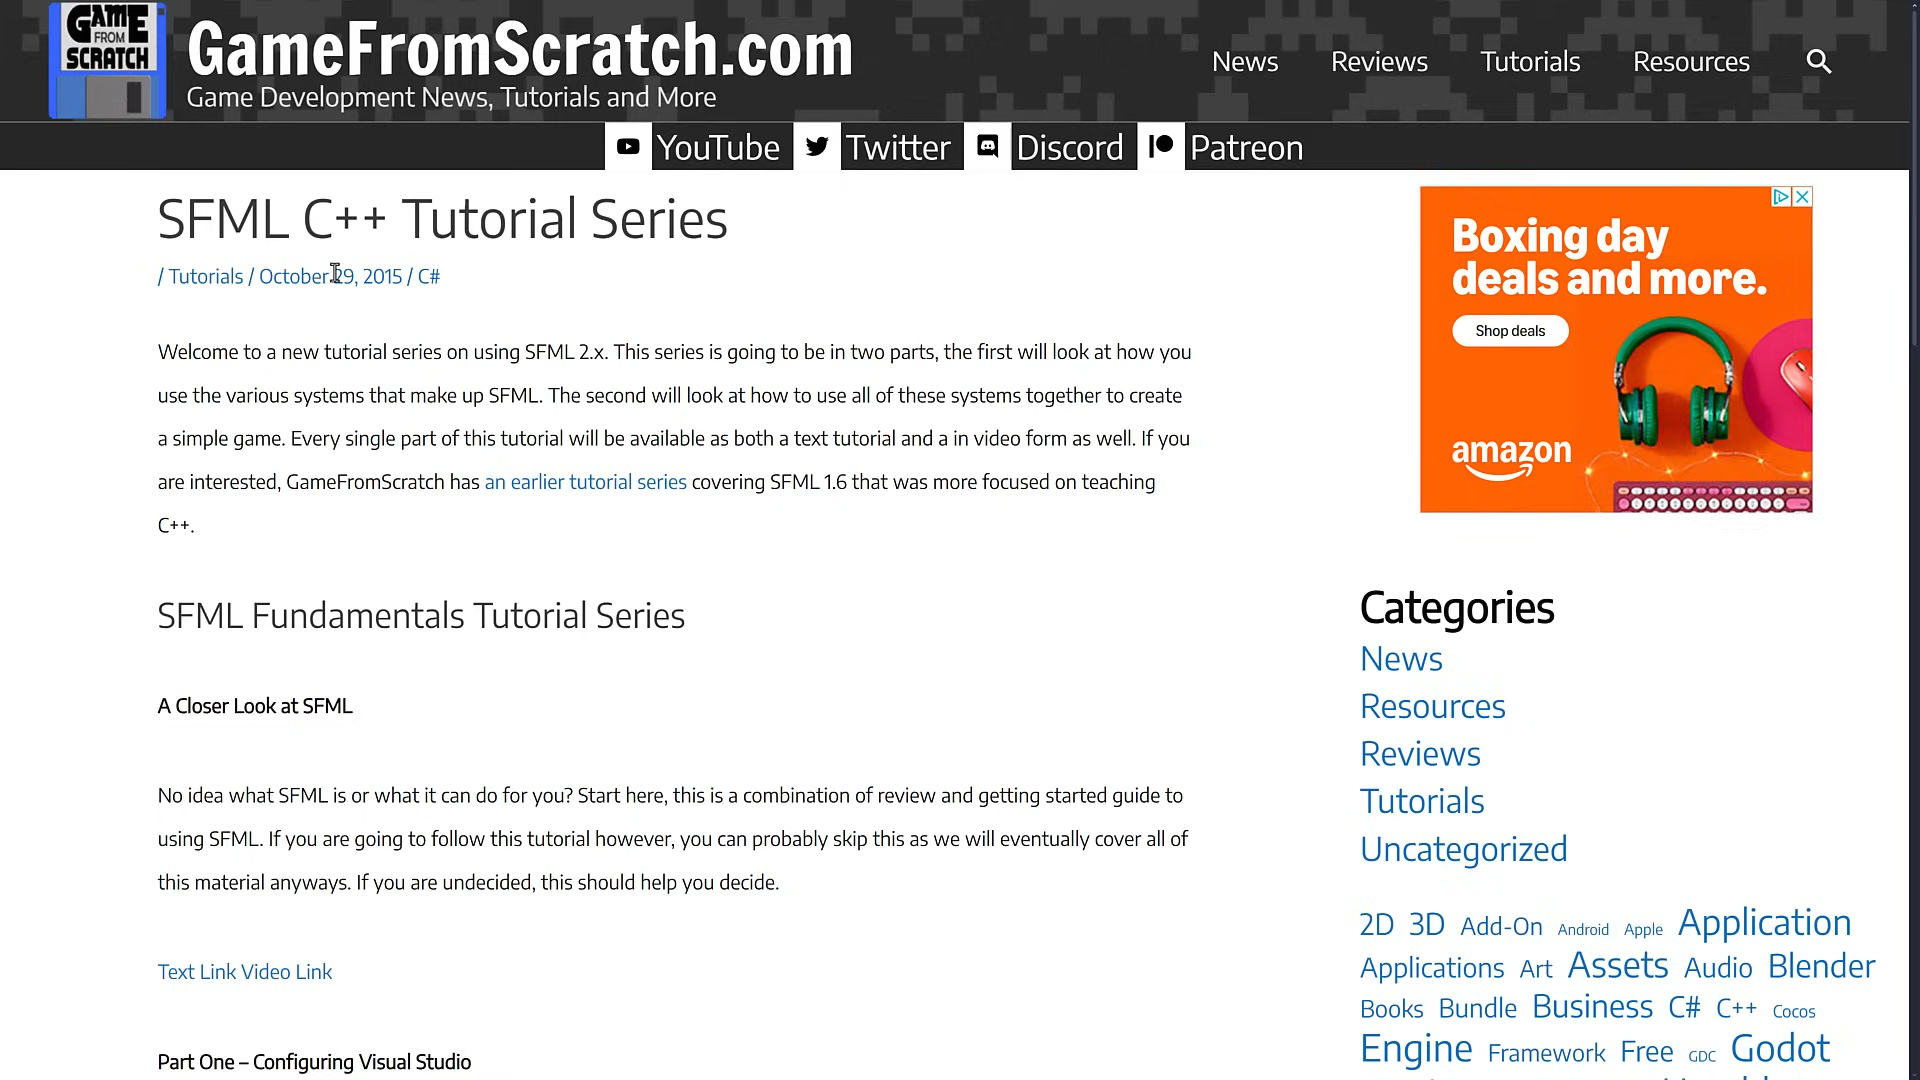 GAME
FROM
SCRATCH
GameFromScratch.com
Game Development News, Tutorials and More
News Reviews Tutorials Resources
YouTube Twitter Discord Patreon
SFML C++ Tutorial Series
/ Tutorials / October 29, 2015 / C#
Welcome to a new tutorial series on using SFML 2.x. This series is going to be in two parts, the first will look at how you
use the various systems that make up SFML. The second will look at how to use all of these systems together to create
a simple game. Every single part of this tutorial will be available as both a text tutorial and a in video form as well. If you
are interested, GameFromScratch has an earlier tutorial series covering SFML 1.6 that was more focused on teaching
C++.
SFML Fundamentals Tutorial Series
A Closer Look at SFML
No idea what SFML is or what it can do for you? Start here, this is a combination of review and getting started guide to
using SFML. If you are going to follow this tutorial however, you can probably skip this as we will eventually cover all of
this material anyways. If you are undecided, this should help you decide.
Text Link Video Link
Part One – Configuring Visual Studio
Boxing day
deals and more.
Shop deals
amazon
Categories
News
Resources
Reviews
Tutorials
Uncategorized
2D 3D Add-On Android Apple Application
Applications Art Assets Audio Blender
Books Bundle Business C# C++ Cocos
Engine Framework Free GDC Godot